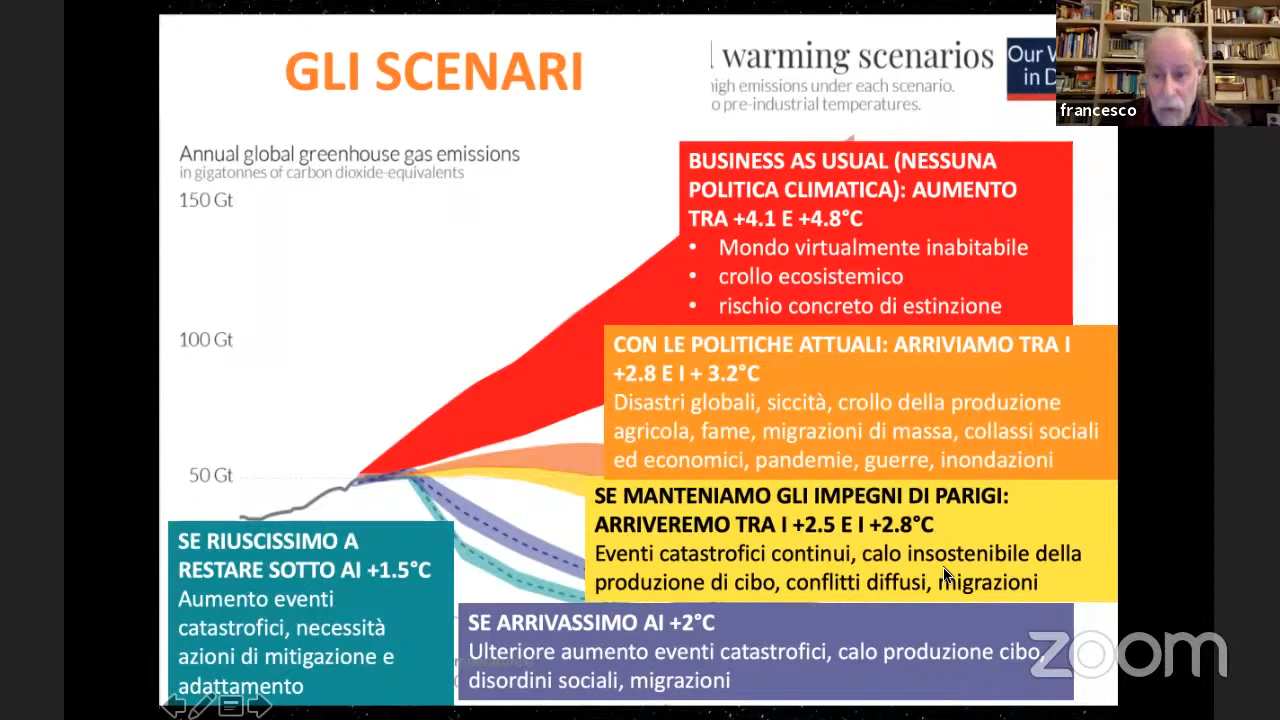 GLI SCENARI
warming scenarios
Our W
in D
high emissions under each scenario.
o pre-industrial temperatures.
francesco
Annual global greenhouse gas emissions
in gigatonnes of carbon dioxide-equivalents
150 Gt
100 Gt
50 Gt
BUSINESS AS USUAL (NESSUNA
POLITICA CLIMATICA): AUMENTO
TRA +4.1 E +4.8°C
• Mondo virtualmente inabitabile
• crollo ecosistemico
• rischio concreto di estinzione
CON LE POLITICHE ATTUALI: ARRIVIAMO TRA I
+2.8 E I + 3.2°C
Disastri globali, siccità, crollo della produzione
agricola, fame, migrazioni di massa, collassi sociali
ed economici, pandemie, guerre, inondazioni
SE MANTENIAMO GLI IMPEGNI DI PARIGI:
ARRIVEREMO TRA I +2.5 E I +2.8°C
Eventi catastrofici continui, calo insostenibile della
produzione di cibo, conflitti diffusi, migrazioni
SE RIUSCISSIMO A
RESTARE SOTTO AI +1.5°C
Aumento eventi
catastrofici, necessità
azioni di mitigazione e
adattamento
SE ARRIVASSIMO AI +2°C
Ulteriore aumento eventi catastrofici, calo produzione cibo,
disordini sociali, migrazioni
zoom